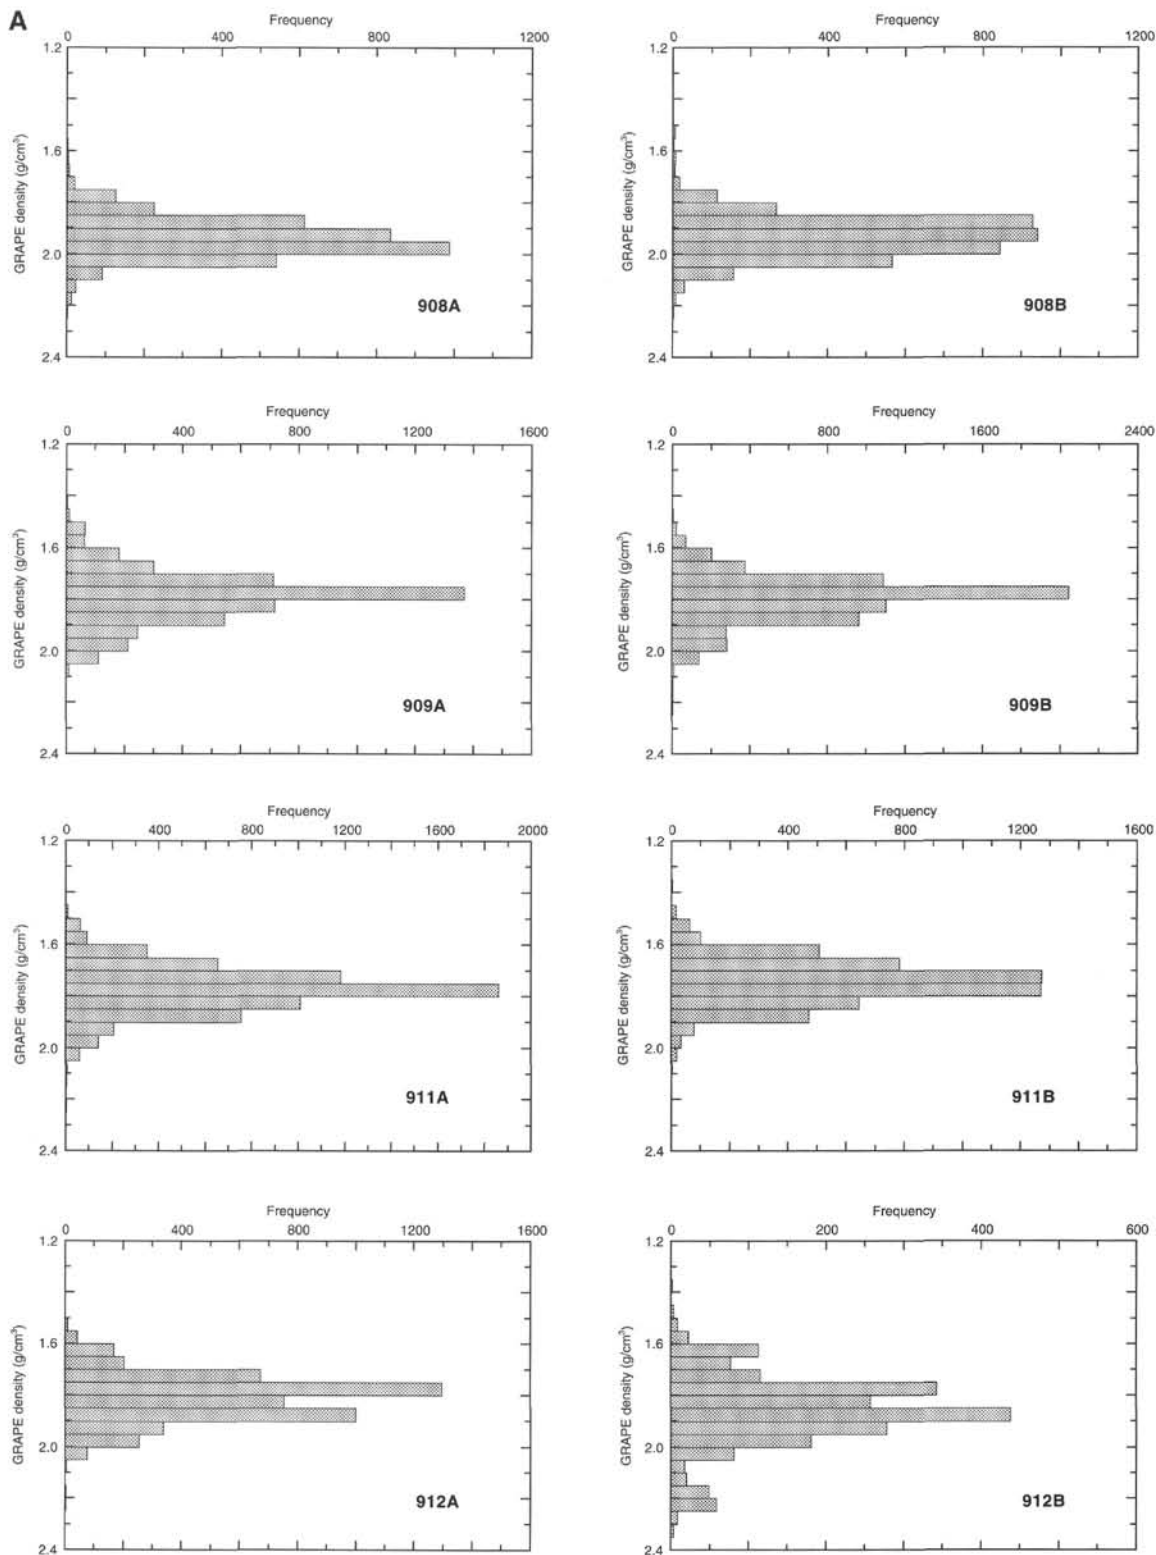 A
Frequency
0 400 800 1200
1.2
1.6
2.0
2.4
GRAPE density (g/cm³)
908A
Frequency
0 400 800 1200
1.2
1.6
2.0
2.4
GRAPE density (g/cm³)
908B
Frequency
0 400 800 1200 1600
1.2
1.6
2.0
2.4
GRAPE density (g/cm³)
909A
Frequency
0 800 1600 2400
1.2
1.6
2.0
2.4
GRAPE density (g/cm³)
909B
Frequency
0 400 800 1200 1600 2000
1.2
1.6
2.0
2.4
GRAPE density (g/cm³)
911A
Frequency
0 400 800 1200 1600
1.2
1.6
2.0
2.4
GRAPE density (g/cm³)
911B
Frequency
0 400 800 1200 1600
1.2
1.6
2.0
2.4
GRAPE density (g/cm³)
912A
Frequency
0 200 400 600
1.2
1.6
2.0
2.4
GRAPE density (g/cm³)
912B